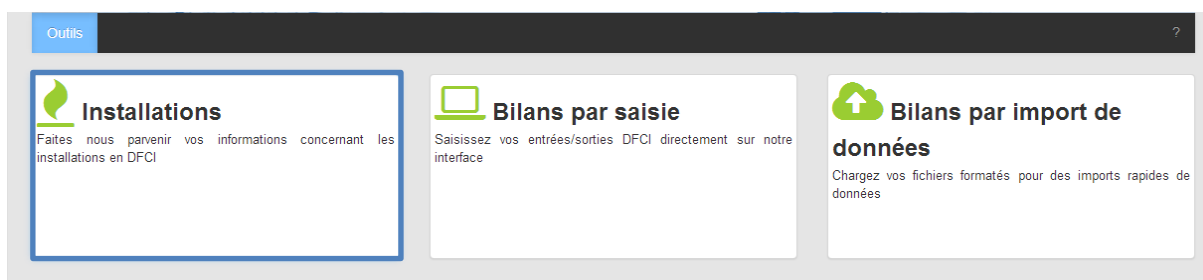 Outils
?
Installations
Faites nous parvenir vos informations concernant les
installations en DFCI
Bilans par saisie
Saisissez vos entrées/sorties DFCI directement sur notre
interface
Bilans par import de
données
Chargez vos fichiers formatés pour des imports rapides de
données